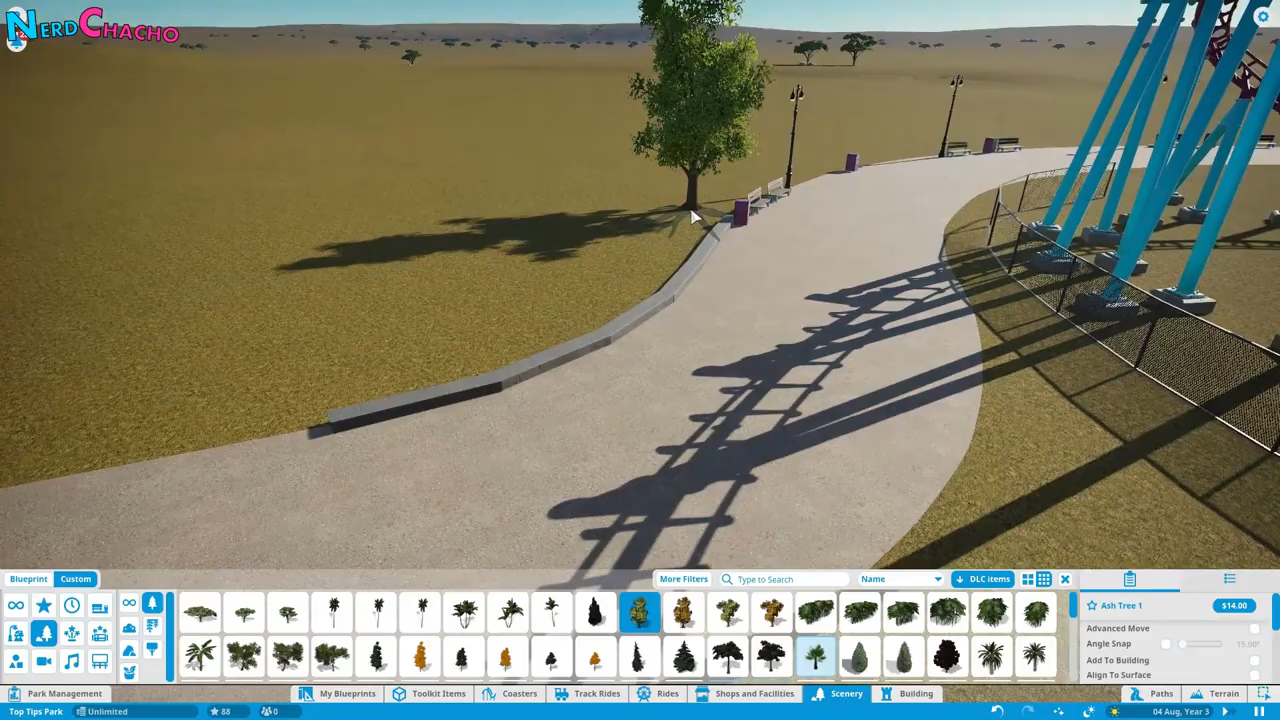 NERDCHACHO
Blueprint Custom More Filters Type to Search Name DLC items
Ash Tree 1 $14.00
Advanced Move
Angle Snap 15.00°
Add To Building
Align To Surface
Park Management My Blueprints Toolkit Items Coasters Track Rides Rides Shops and Facilities Scenery Building Paths Terrain
Top Tips Park Unlimited 88 0 04 Aug, Year 3